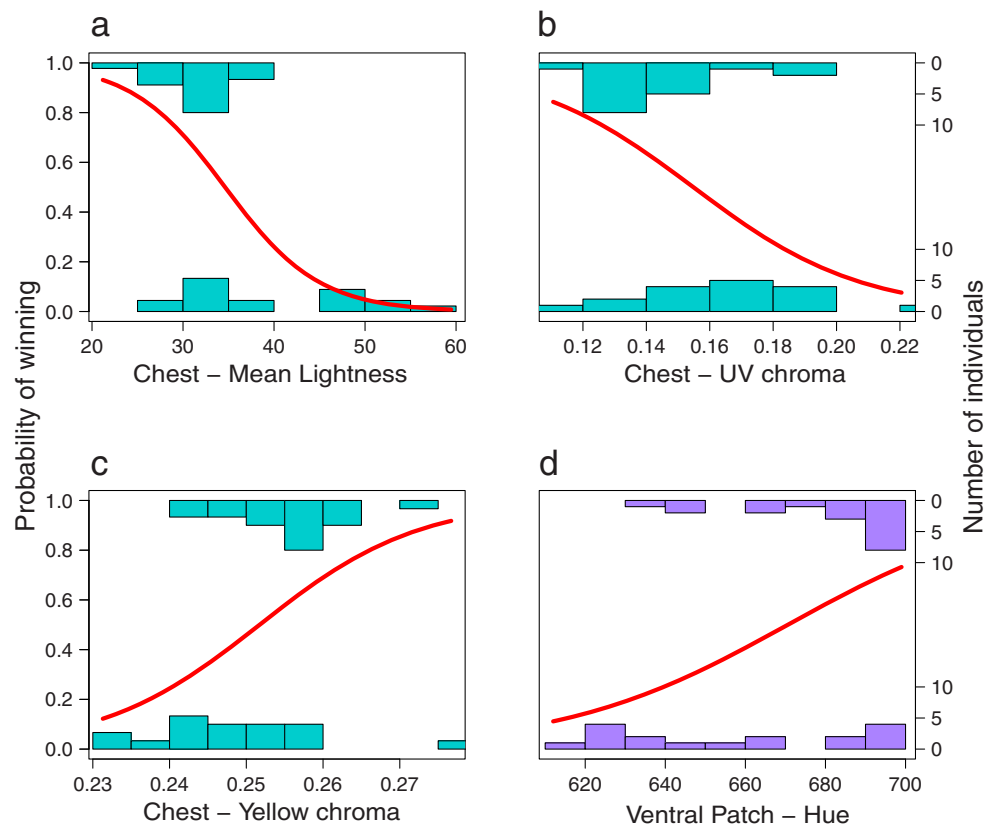 a
1.0
0.8
0.6
0.4
0.2
0.0
20 30 40 50 60
Chest – Mean Lightness
b
0
5
10
10
5
0
0.12 0.14 0.16 0.18 0.20 0.22
Chest – UV chroma
Probability of winning
Number of individuals
c
1.0
0.8
0.6
0.4
0.2
0.0
0.23 0.24 0.25 0.26 0.27
Chest – Yellow chroma
d
0
5
10
10
5
0
620 640 660 680 700
Ventral Patch – Hue